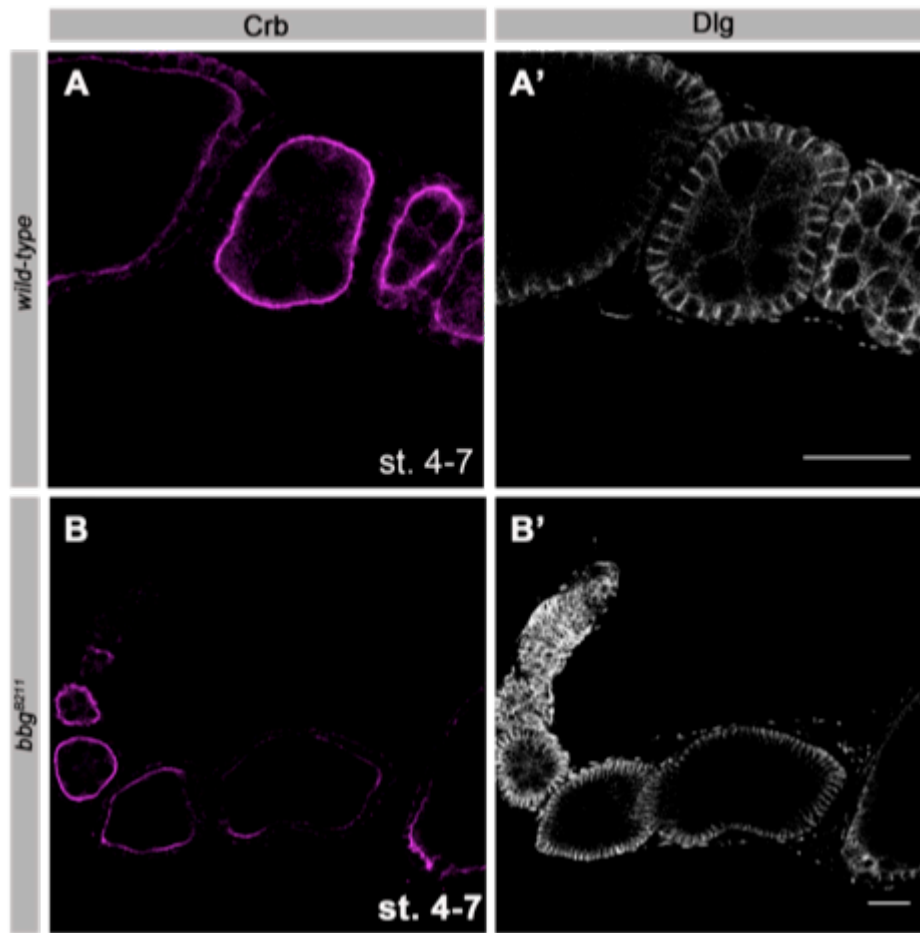 Crb Dlg
wild-type
A A’
st. 4-7
bbg^B211
B B’
st. 4-7